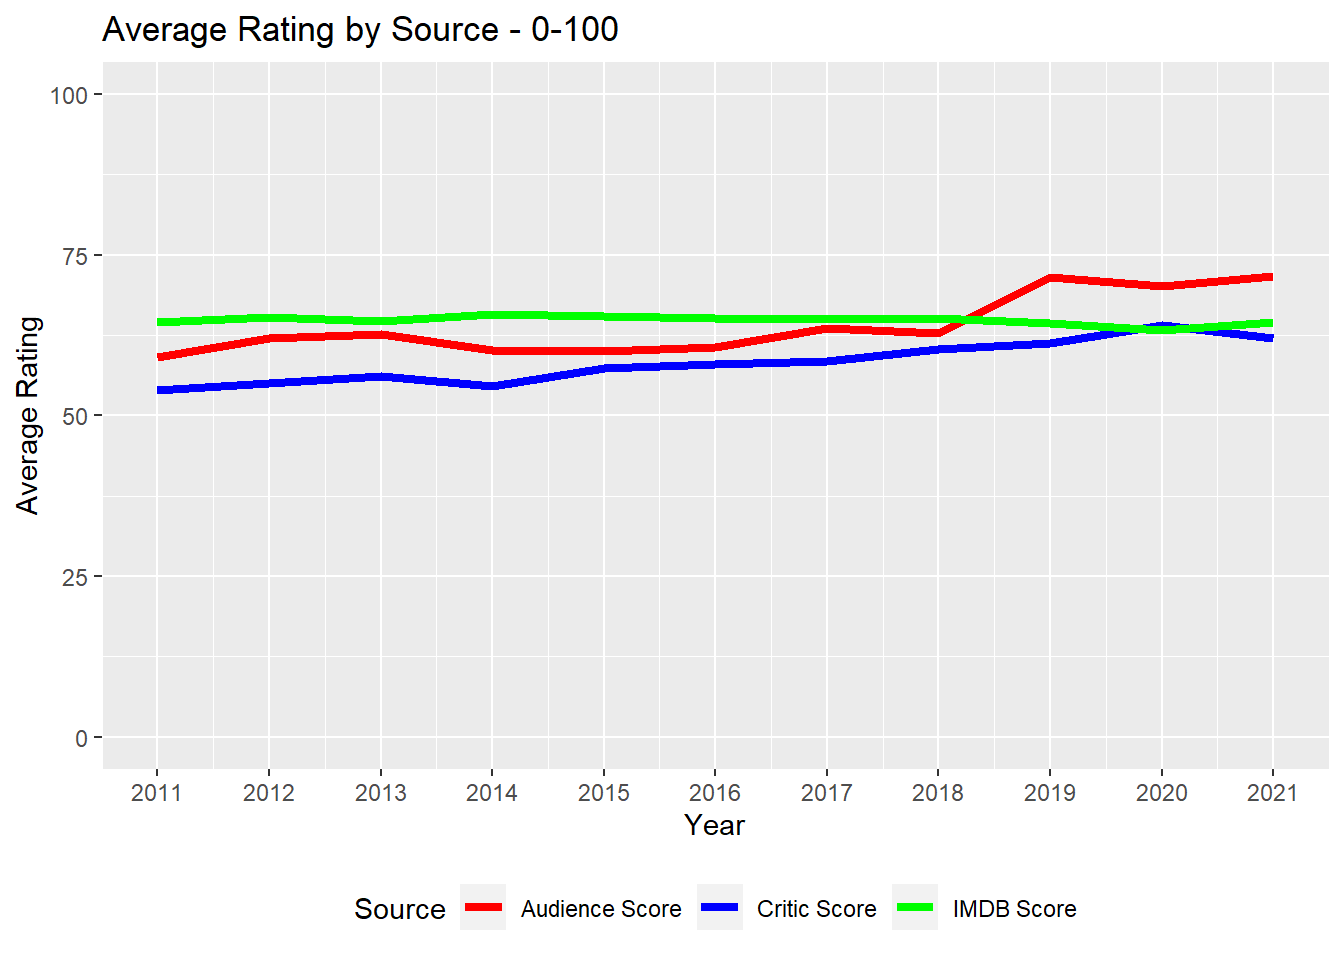 Average Rating by Source - 0-100
100
75
50
25
0
Average Rating
2011 2012 2013 2014 2015 2016 2017 2018 2019 2020 2021
Year
Source Audience Score Critic Score IMDB Score